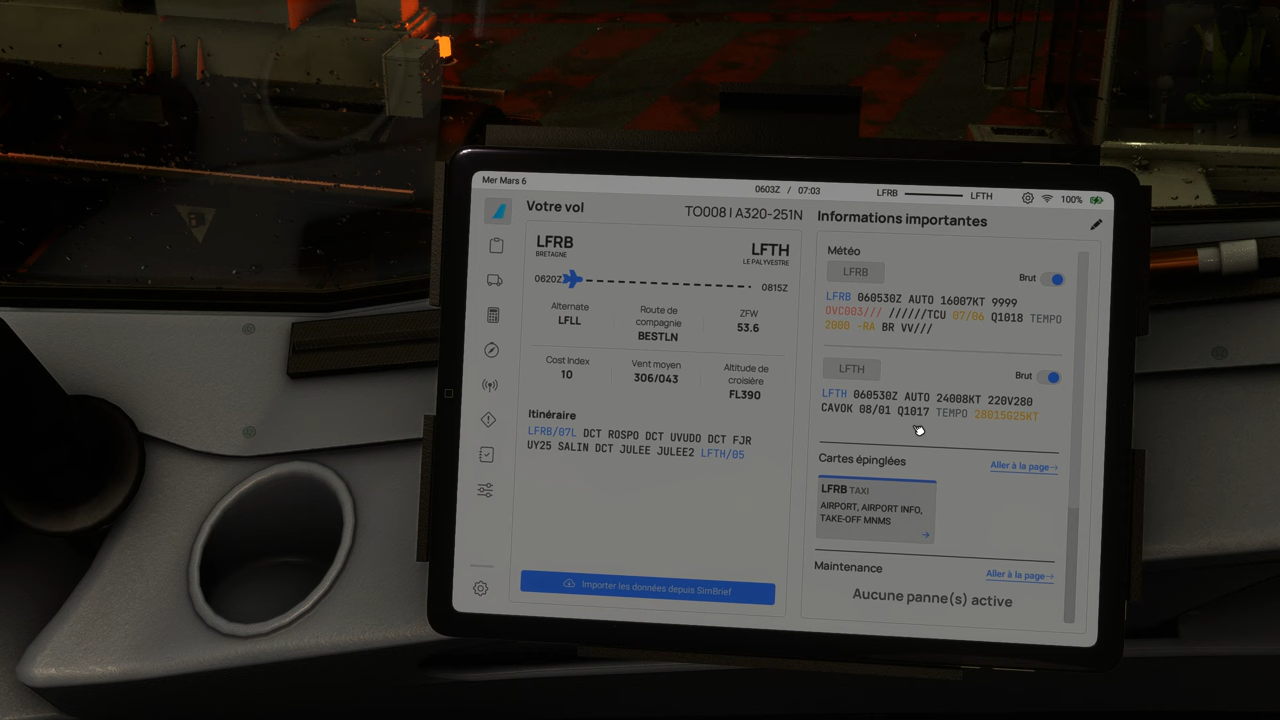 Mer Mars 6
0603Z / 07:03
LFRB LFTH
100%
Votre vol
TO008 | A320-251N
LFRB
BRETAGNE
LFTH
LE PALYVESTRE
0620Z
0815Z
Alternate
LFLL
Route de
compagnie
BESTLN
ZFW
53.6
Cost Index
10
Vent moyen
306/043
Altitude de
croisière
FL390
Itinéraire
LFRB/07L DCT ROSPO DCT UVUDO DCT FJR
UY25 SALIN DCT JULEE JULEE2 LFTH/05
Importer les données depuis SimBrief
Informations importantes
Météo
LFRB
Brut
LFRB 060530Z AUTO 16007KT 9999
OVC003/// //////TCU 07/06 Q1018 TEMPO
2000 -RA BR VV///
LFTH
Brut
LFTH 060530Z AUTO 24008KT 220V280
CAVOK 08/01 Q1017 TEMPO 28015G25KT
Cartes épinglées
Aller à la page→
LFRB TAXI
AIRPORT, AIRPORT INFO,
TAKE-OFF MNMS
→
Maintenance
Aller à la page→
Aucune panne(s) active